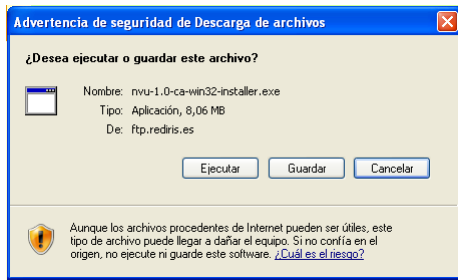 Advertencia de seguridad de Descarga de archivos
¿Desea ejecutar o guardar este archivo?
Nombre: nvu-1.0-ca-win32-installer.exe
Tipo: Aplicación, 8,06 MB
De: ftp.rediris.es
Ejecutar Guardar Cancelar
Aunque los archivos procedentes de Internet pueden ser útiles, este
tipo de archivo puede llegar a dañar el equipo. Si no confía en el
origen, no ejecute ni guarde este software. ¿Cuál es el riesgo?